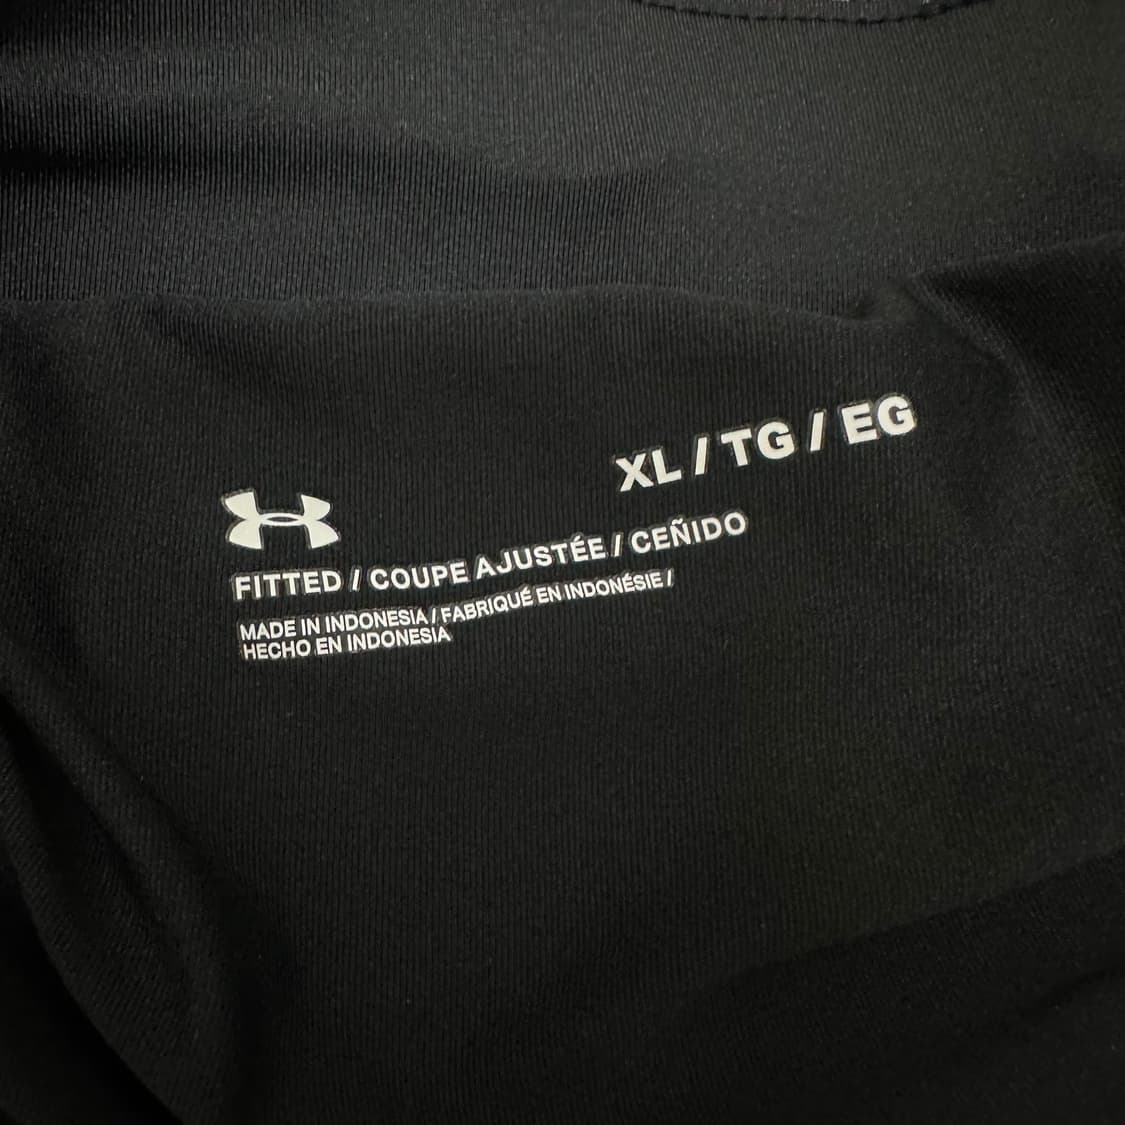 XL / TG / EG
FITTED / COUPE AJUSTÉE / CEÑIDO
MADE IN INDONESIA / FABRIQUÉ EN INDONÉSIE /
HECHO EN INDONESIA